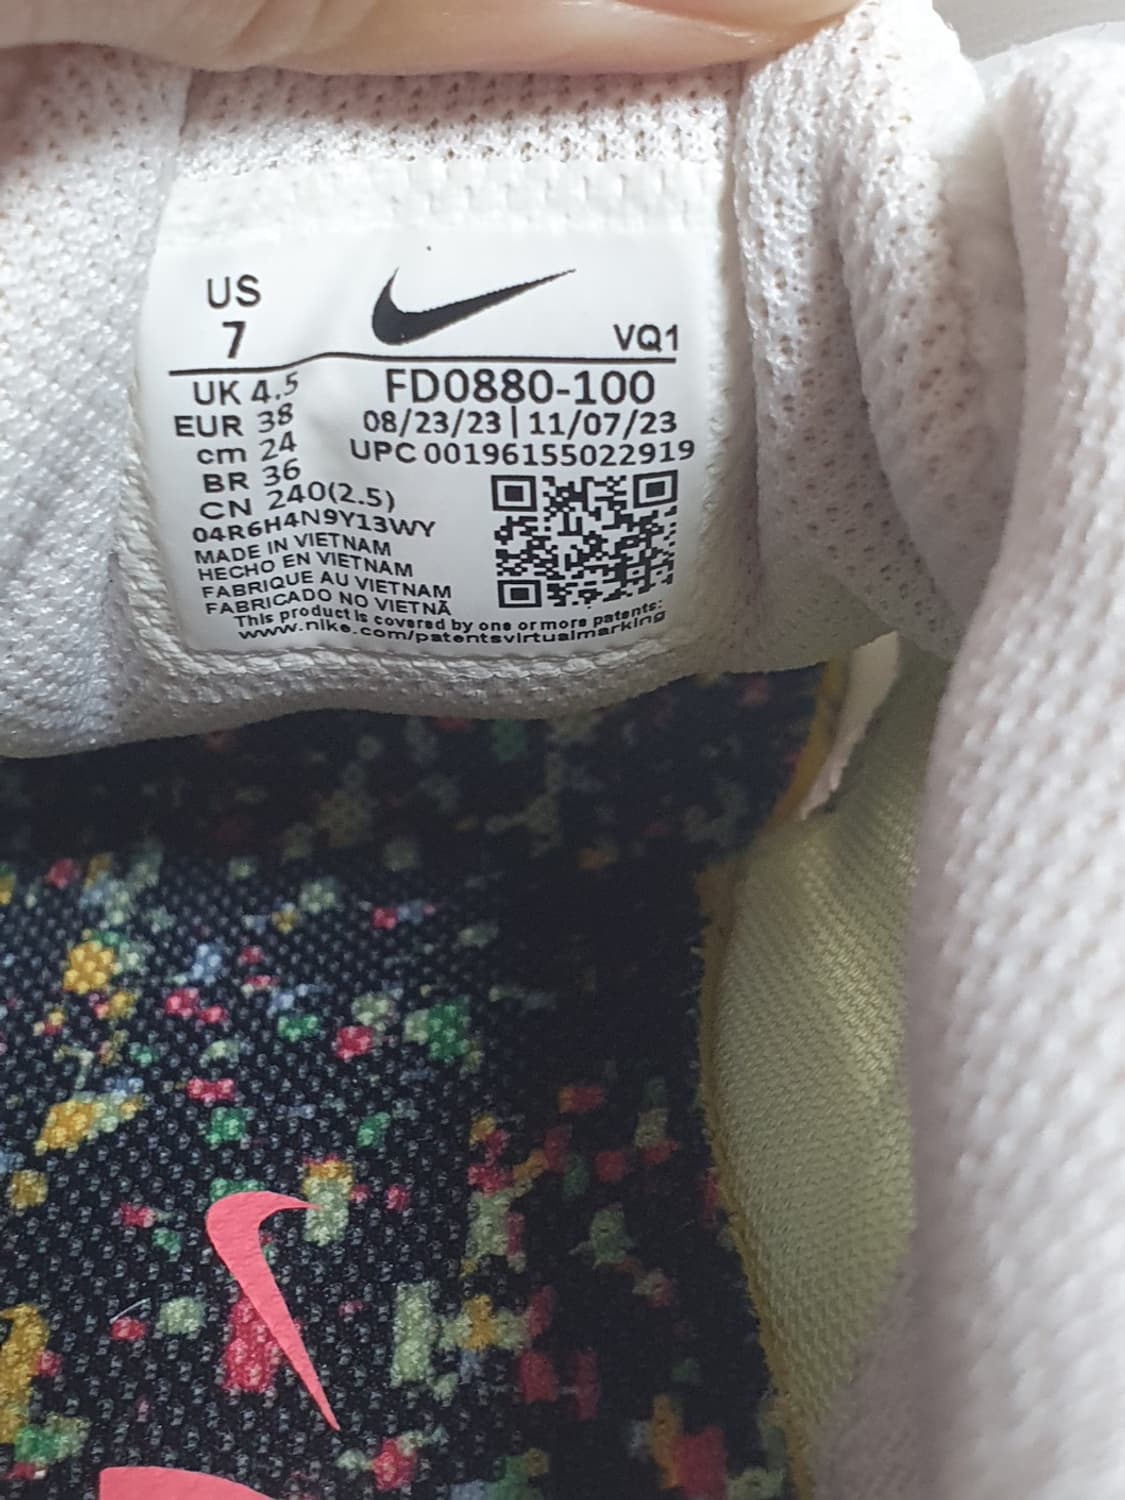 US
7
VQ1
UK 4.5
EUR 38
cm 24
BR 36
CN 240(2.5)
FD0880-100
08/23/23 | 11/07/23
UPC 00196155022919
04R6H4N9Y13WY
MADE IN VIETNAM
HECHO EN VIETNAM
FABRIQUE AU VIETNAM
FABRICADO NO VIETNÃ
This product is covered by one or more patents:
www.nike.com/patentsvirtualmarking